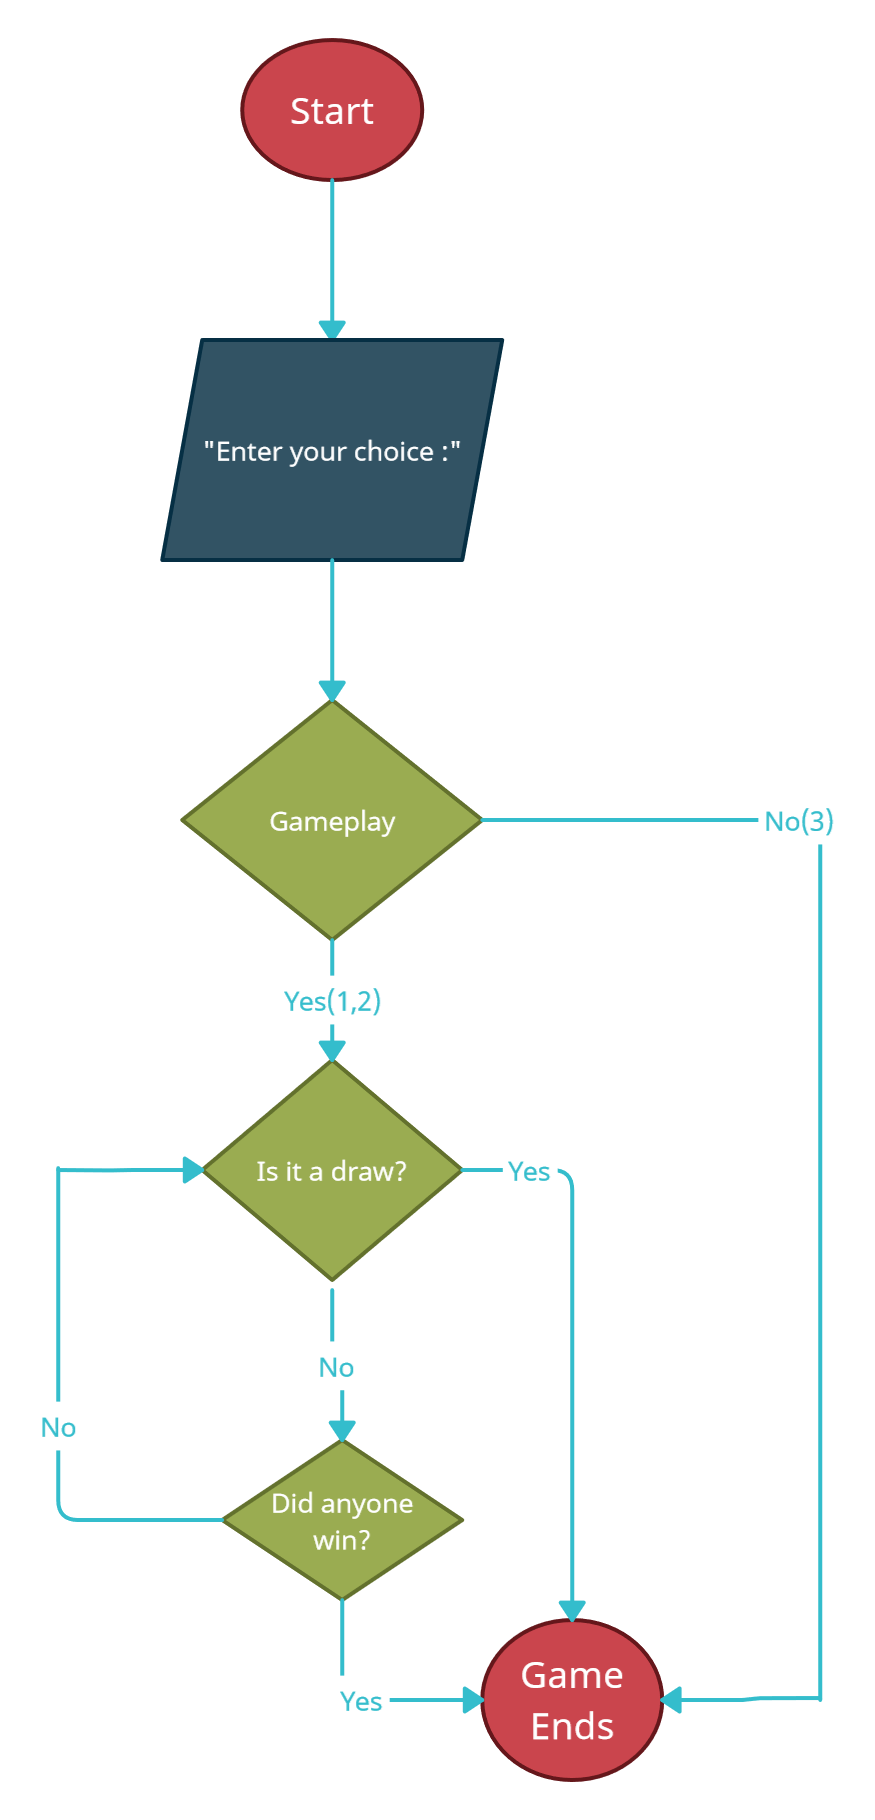 Start
"Enter your choice :"
Gameplay
No(3)
Yes(1,2)
Is it a draw?
Yes
No
No
Did anyone
win?
Yes
Game
Ends